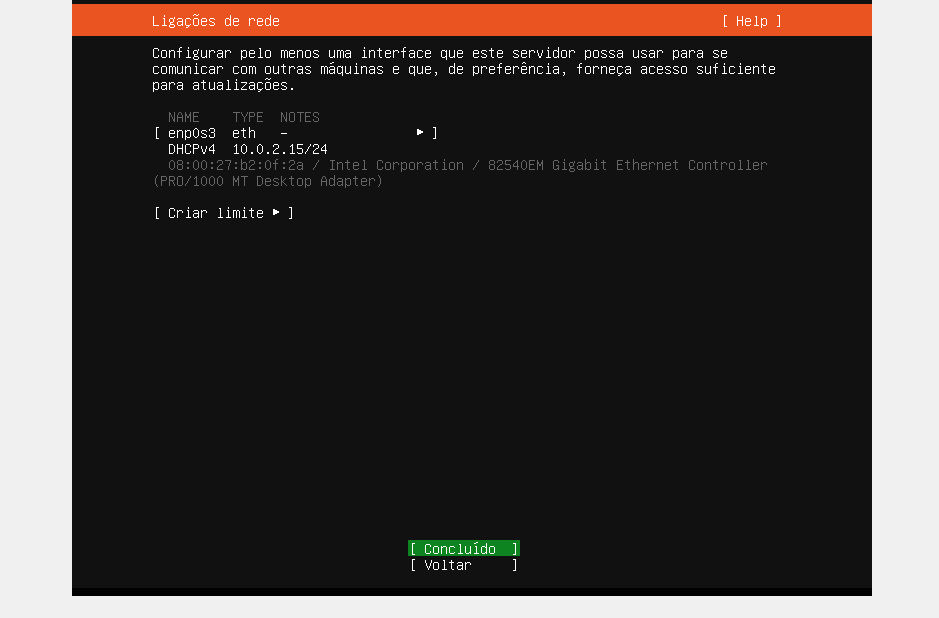 Ligações de rede [ Help ]
Configurar pelo menos uma interface que este servidor possa usar para se
comunicar com outras máquinas e que, de preferência, forneça acesso suficiente
para atualizações.
NAME TYPE NOTES
[ enp0s3 eth – ▸ ]
DHCPv4 10.0.2.15/24
08:00:27:b2:0f:2a / Intel Corporation / 82540EM Gigabit Ethernet Controller
(PRO/1000 MT Desktop Adapter)
[ Criar limite ▸ ]
[ Concluído ]
[ Voltar ]